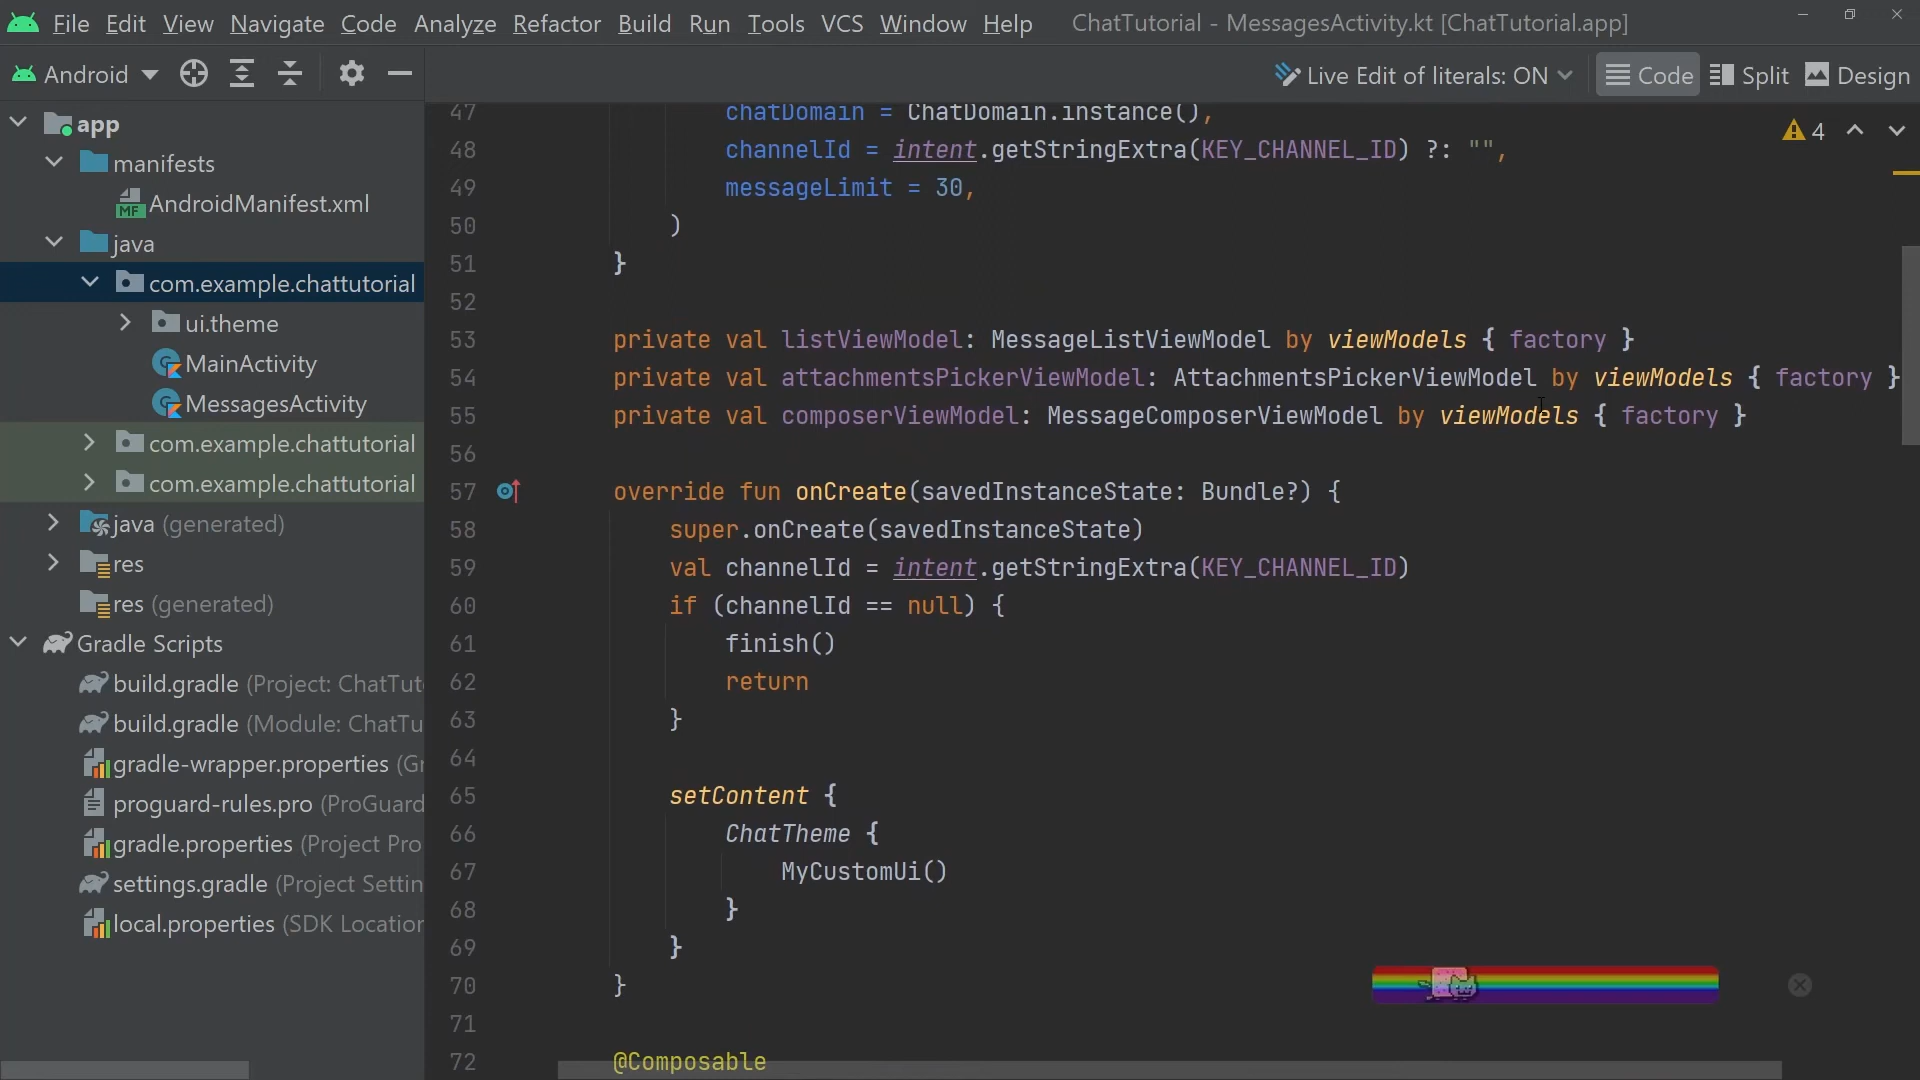 File Edit View Navigate Code Analyze Refactor Build Run Tools VCS Window Help ChatTutorial - MessagesActivity.kt [ChatTutorial.app]
Android Live Edit of literals: ON Code Split Design
app
manifests
MF AndroidManifest.xml
java
com.example.chattutorial
ui.theme
MainActivity
MessagesActivity
com.example.chattutorial
com.example.chattutorial
java (generated)
res
res (generated)
Gradle Scripts
build.gradle (Project: ChatTut
build.gradle (Module: ChatTu
gradle-wrapper.properties (Gr
proguard-rules.pro (ProGuard
gradle.properties (Project Pro
settings.gradle (Project Settin
local.properties (SDK Location
4
47 chatDomain = ChatDomain.instance(),
48 channelId = intent.getStringExtra(KEY_CHANNEL_ID) ?: "",
49 messageLimit = 30,
50 )
51 }
52
53 private val listViewModel: MessageListViewModel by viewModels { factory }
54 private val attachmentsPickerViewModel: AttachmentsPickerViewModel by viewModels { factory }
55 private val composerViewModel: MessageComposerViewModel by viewModels { factory }
56
57 override fun onCreate(savedInstanceState: Bundle?) {
58 super.onCreate(savedInstanceState)
59 val channelId = intent.getStringExtra(KEY_CHANNEL_ID)
60 if (channelId == null) {
61 finish()
62 return
63 }
64
65 setContent {
66 ChatTheme {
67 MyCustomUi()
68 }
69 }
70 }
71
72 @Composable